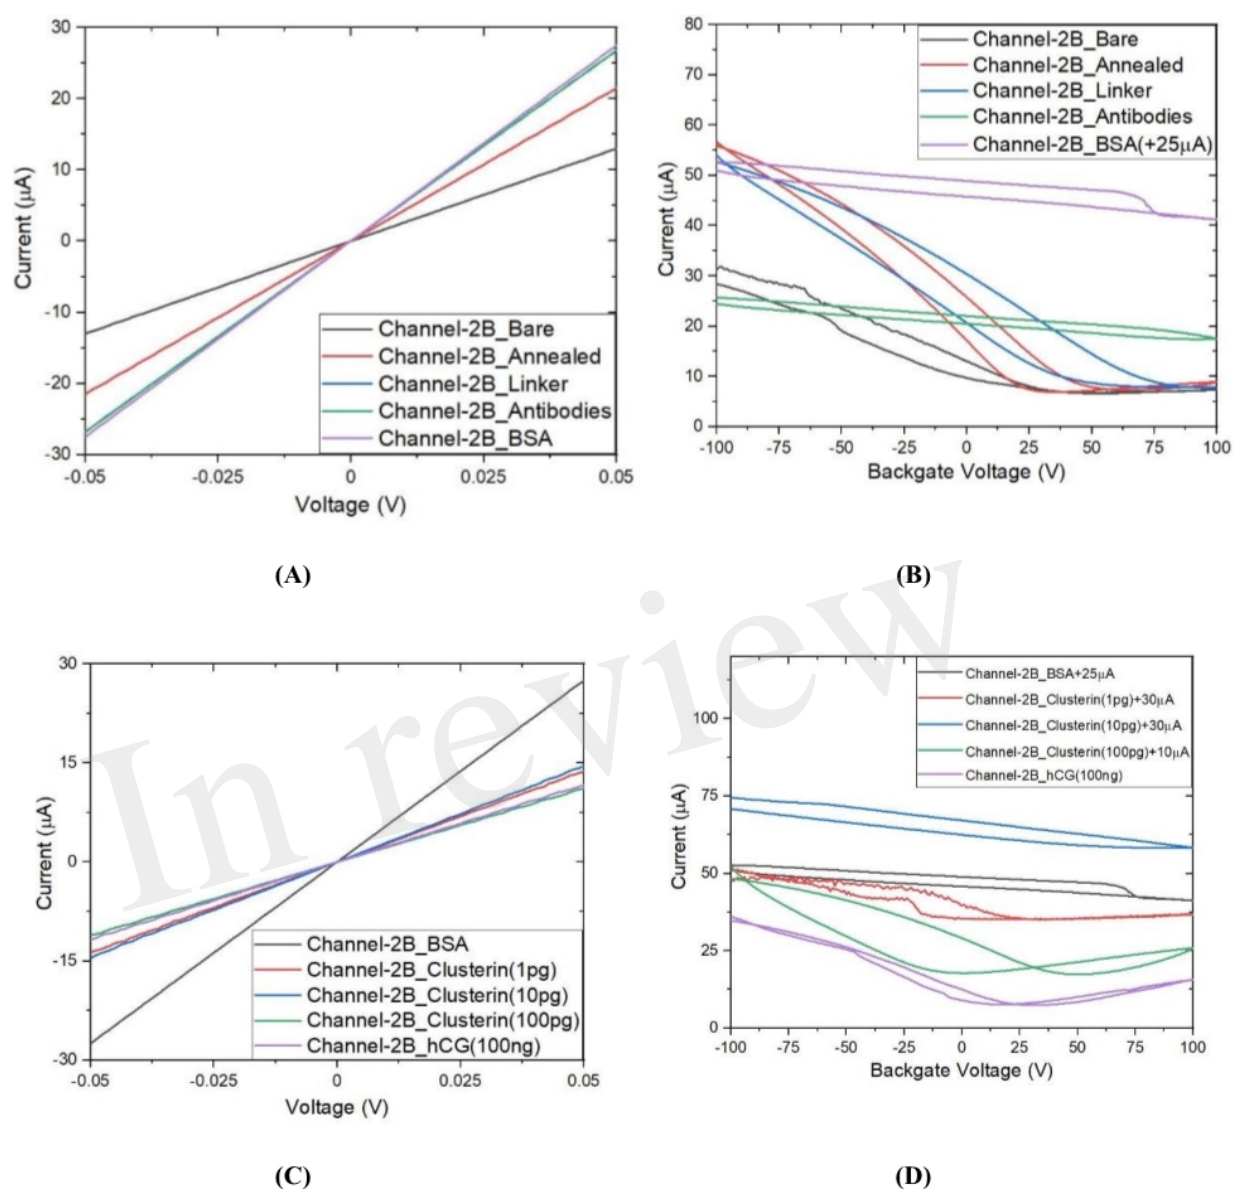 30
20
10
0
-10
-20
-30
Current (μA)
Channel-2B_Bare
Channel-2B_Annealed
Channel-2B_Linker
Channel-2B_Antibodies
Channel-2B_BSA
-0.05
-0.025
0
0.025
0.05
Voltage (V)
(A)
80
70
60
50
40
30
20
10
0
Current (μA)
Channel-2B_Bare
Channel-2B_Annealed
Channel-2B_Linker
Channel-2B_Antibodies
Channel-2B_BSA(+25μA)
-100
-75
-50
-25
0
25
50
75
100
Backgate Voltage (V)
(B)
In review
30
15
0
-15
-30
Current (μA)
Channel-2B_BSA
Channel-2B_Clusterin(1pg)
Channel-2B_Clusterin(10pg)
Channel-2B_Clusterin(100pg)
Channel-2B_hCG(100ng)
-0.05
-0.025
0
0.025
0.05
Voltage (V)
(C)
100
75
50
25
0
Current (μA)
Channel-2B_BSA+25μA
Channel-2B_Clusterin(1pg)+30μA
Channel-2B_Clusterin(10pg)+30μA
Channel-2B_Clusterin(100pg)+10μA
Channel-2B_hCG(100ng)
-100
-75
-50
-25
0
25
50
75
100
Backgate Voltage (V)
(D)